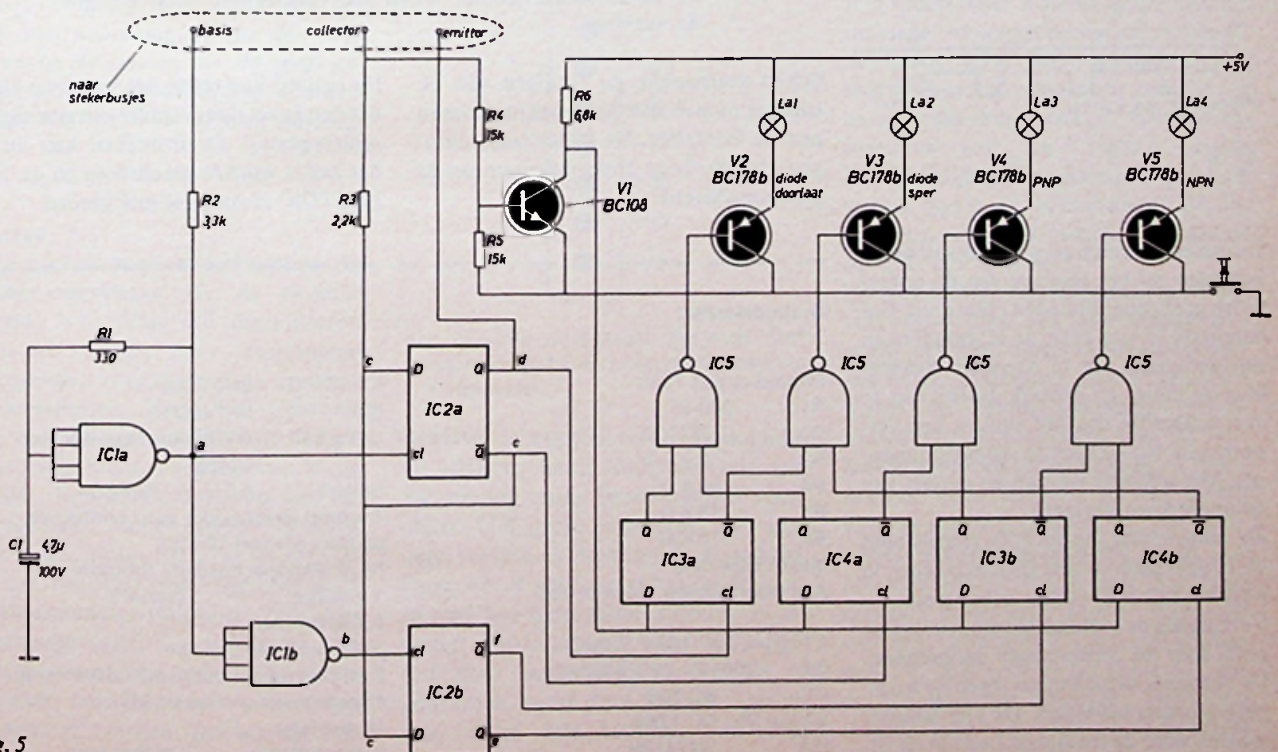 basis
collector
emittor
naar
stekerbusjes
+5V
R4
15k
R6
6,8k
La1
La2
La3
La4
V1
BC108
V2
BC178b
diode
doorlaat
V3
BC178b
diode
sper
V4
BC178b
PNP
V5
BC178b
NPN
R2
3,3k
R3
2,2k
R5
15k
R1
330
c
D
Q
d
IC2a
IC5
IC5
IC5
IC5
IC1a
a
cl
Q̅
c
C1
4,7μ
100V
Q
Q̅
IC3a
D
cl
Q
Q̅
IC4a
D
cl
Q
Q̅
IC3b
D
cl
Q
Q̅
IC4b
D
cl
IC1b
b
cl
Q̅
f
IC2b
c
D
Q
e
5